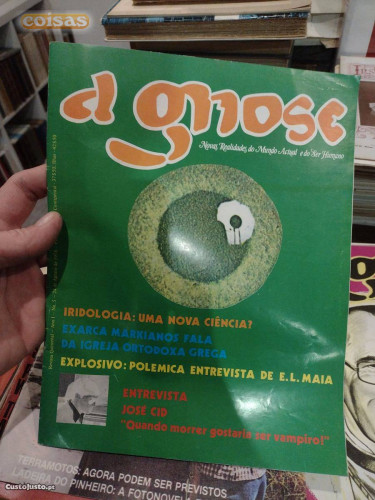 coisas
d gnose
Novas Realidades do Mundo Actual e do Ser Humano
IRIDOLOGIA: UMA NOVA CIÊNCIA?
EXARCA MARKIANOS FALA
DA IGREJA ORTODOXA GREGA
EXPLOSIVO: POLEMICA ENTREVISTA DE E.L. MAIA
ENTREVISTA
JOSÉ CID
"Quando morrer gostaria ser vampiro!"
TERRAMOTOS: AGORA PODEM SER PREVISTOS
PINHEIRO: A FOTONOVELA
CustoJusto.pt